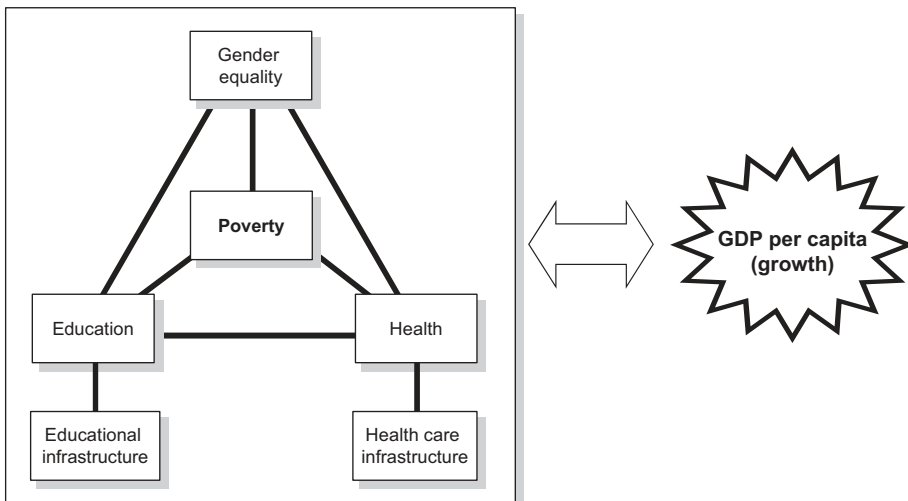 Gender
equality
Poverty
GDP per capita
(growth)
Education
Health
Educational
infrastructure
Health care
infrastructure